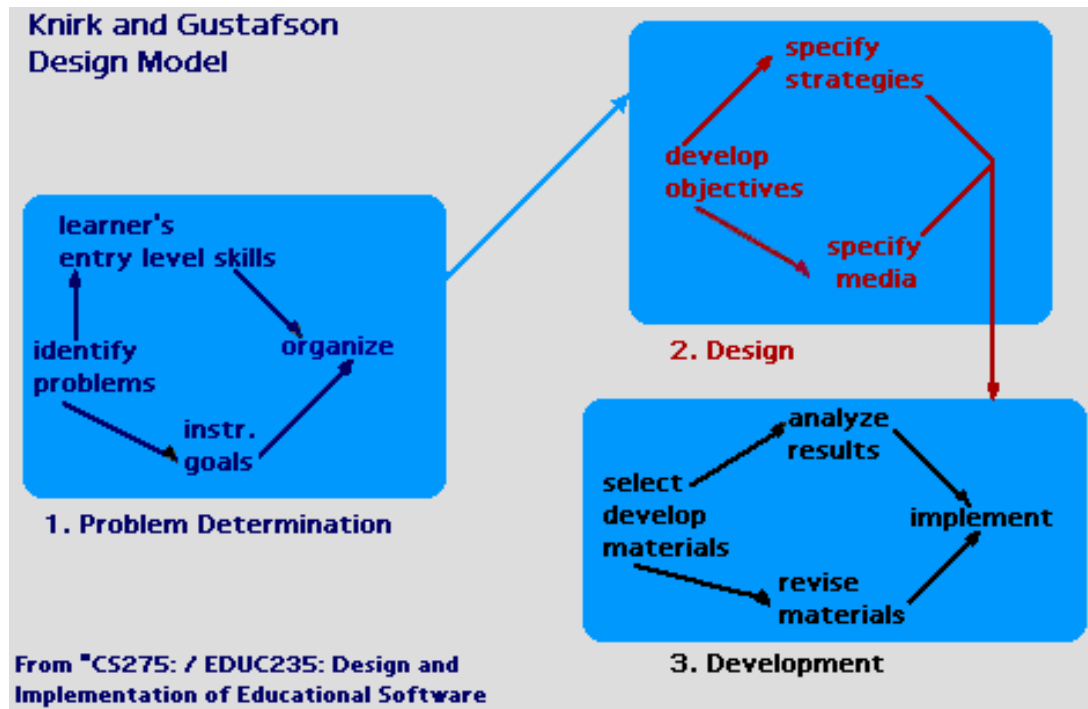 Knirk and Gustafson
Design Model
learner's
entry level skills
identify
problems
organize
instr.
goals
1. Problem Determination
specify
strategies
develop
objectives
specify
media
2. Design
analyze
results
select
develop
materials
implement
revise
materials
3. Development
From "CS275: / EDUC235: Design and
Implementation of Educational Software